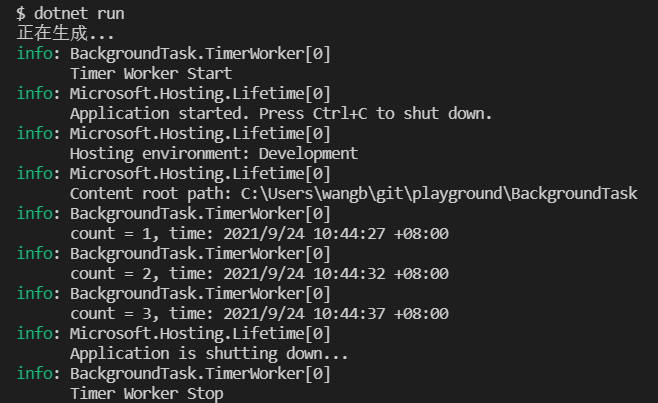 $ dotnet run
正在生成...
info: BackgroundTask.TimerWorker[0]
      Timer Worker Start
info: Microsoft.Hosting.Lifetime[0]
      Application started. Press Ctrl+C to shut down.
info: Microsoft.Hosting.Lifetime[0]
      Hosting environment: Development
info: Microsoft.Hosting.Lifetime[0]
      Content root path: C:\Users\wangb\git\playground\BackgroundTask
info: BackgroundTask.TimerWorker[0]
      count = 1, time: 2021/9/24 10:44:27 +08:00
info: BackgroundTask.TimerWorker[0]
      count = 2, time: 2021/9/24 10:44:32 +08:00
info: BackgroundTask.TimerWorker[0]
      count = 3, time: 2021/9/24 10:44:37 +08:00
info: Microsoft.Hosting.Lifetime[0]
      Application is shutting down...
info: BackgroundTask.TimerWorker[0]
      Timer Worker Stop